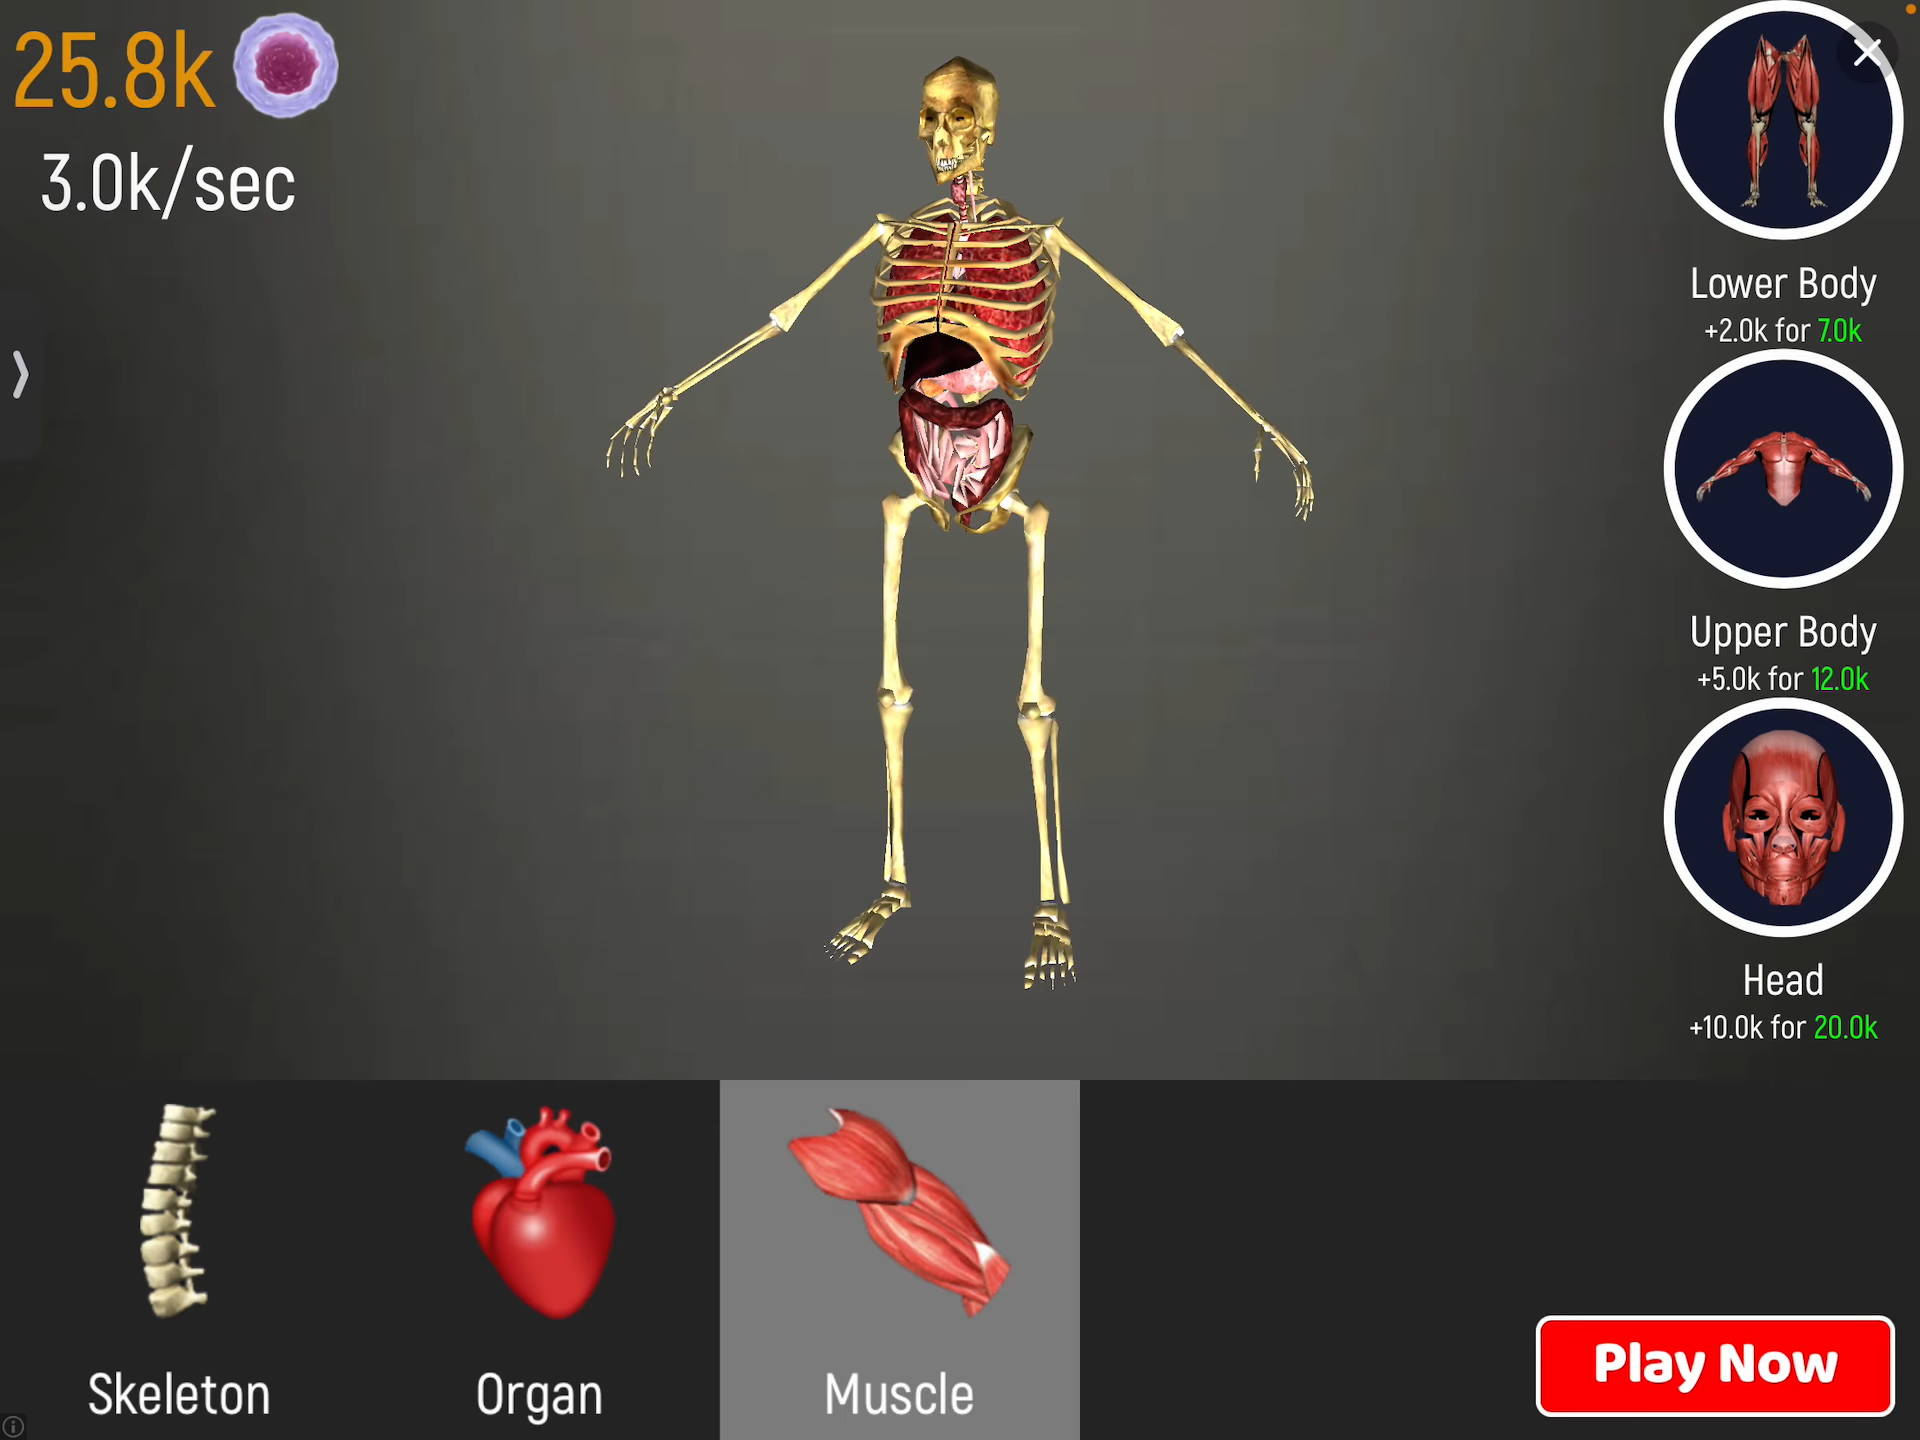 25.8k
3.0k/sec
Lower Body
+2.0k for 7.0k
Upper Body
+5.0k for 12.0k
Head
+10.0k for 20.0k
Skeleton
Organ
Muscle
Play Now